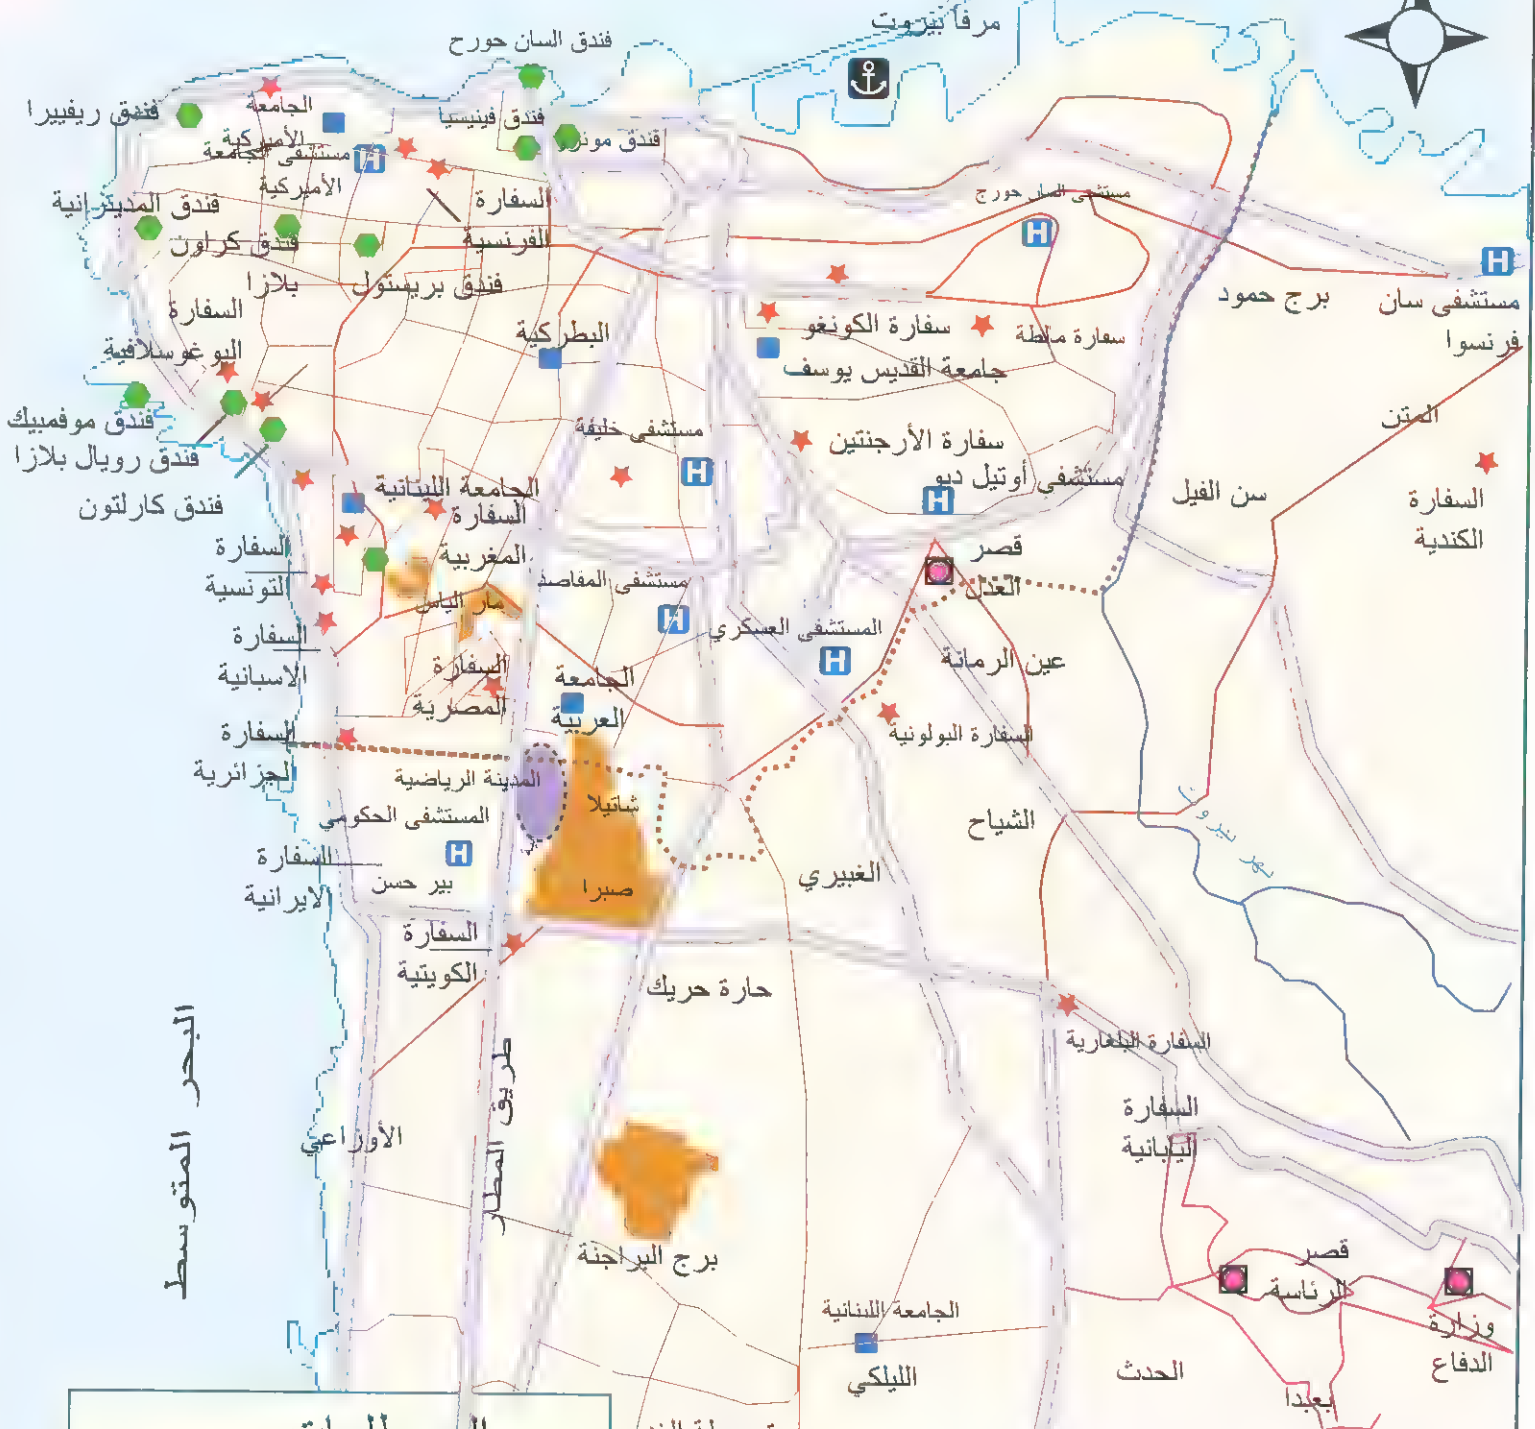 مرفأ بيروت
فندق السان حورح
فندق ريفييرا
الجامعة
الأميركية
فندق فينيسيا
فندق مونرو
مستشفى الجامعة
الأميركية
السفارة
الفرنسية
مستشفى السان جورج
فندق المديترانية
فندق كراون
بلازا
فندق بريستول
مستشفى سان
فرنسوا
برج حمود
السفارة
اليوغوسلافية
البطركية
سفارة الكونغو
سفارة مالطة
جامعة القديس يوسف
فندق موفمبيك
فندق رويال بلازا
فندق كارلتون
مستشفى خليفة
سفارة الأرجنتين
المتن
مستشفى أوتيل ديو
سن الفيل
السفارة
الكندية
الجامعة اللبنانية
السفارة
المغربية
السفارة
التونسية
قصر
العدل
مستشفى المقاصد
مار الياس
المستشفى العسكري
السفارة
الاسبانية
عين الرمانة
السفارة
المصرية
الجامعة
العربية
السفارة
الجزائرية
السفارة البولونية
المدينة الرياضية
شاتيلا
المستشفى الحكومي
الشياح
نهر بيروت
السفارة
الايرانية
بير حسن
صبرا
الغبيري
السفارة
الكويتية
حارة حريك
البحر المتوسط
طريق المطار
السفارة البلغارية
السفارة
اليابانية
الأوزاعي
برج البراجنة
قصر
الرئاسة
وزارة
الدفاع
الجامعة اللبنانية
الليلكي
الحدث
بعبدا